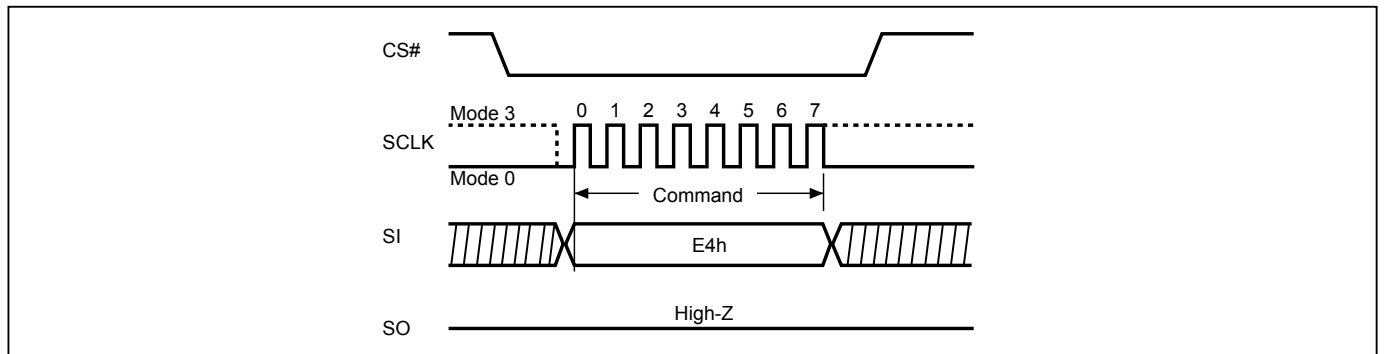 CS#
Mode 3
0 1 2 3 4 5 6 7
SCLK
Mode 0
Command
SI
E4h
High-Z
SO